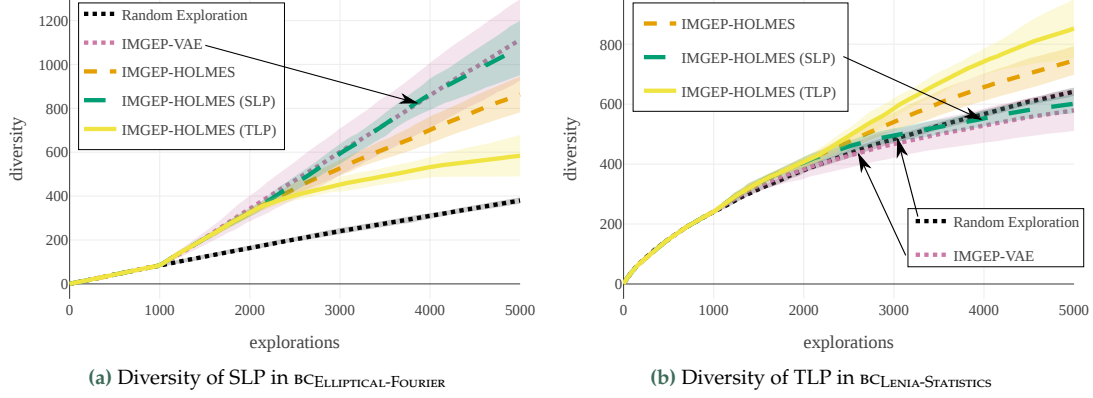 1200
1000
800
600
400
200
0
diversity
Random Exploration
IMGEP-VAE
IMGEP-HOLMES
IMGEP-HOLMES (SLP)
IMGEP-HOLMES (TLP)
0 1000 2000 3000 4000 5000
explorations
(a) Diversity of SLP in BCElliptical-Fourier
800
600
400
200
0
diversity
IMGEP-HOLMES
IMGEP-HOLMES (SLP)
IMGEP-HOLMES (TLP)
Random Exploration
IMGEP-VAE
0 1000 2000 3000 4000 5000
explorations
(b) Diversity of TLP in BCLenia-Statistics